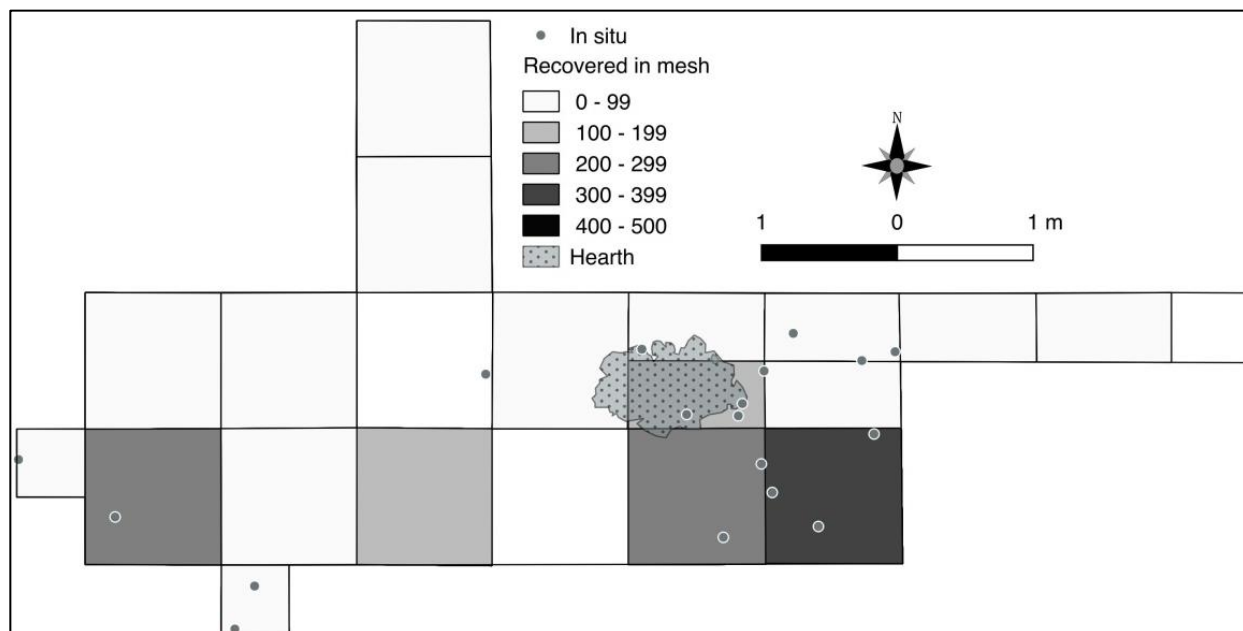 In situ
Recovered in mesh
0 - 99
100 - 199
200 - 299
300 - 399
400 - 500
Hearth
N
1 0 1 m